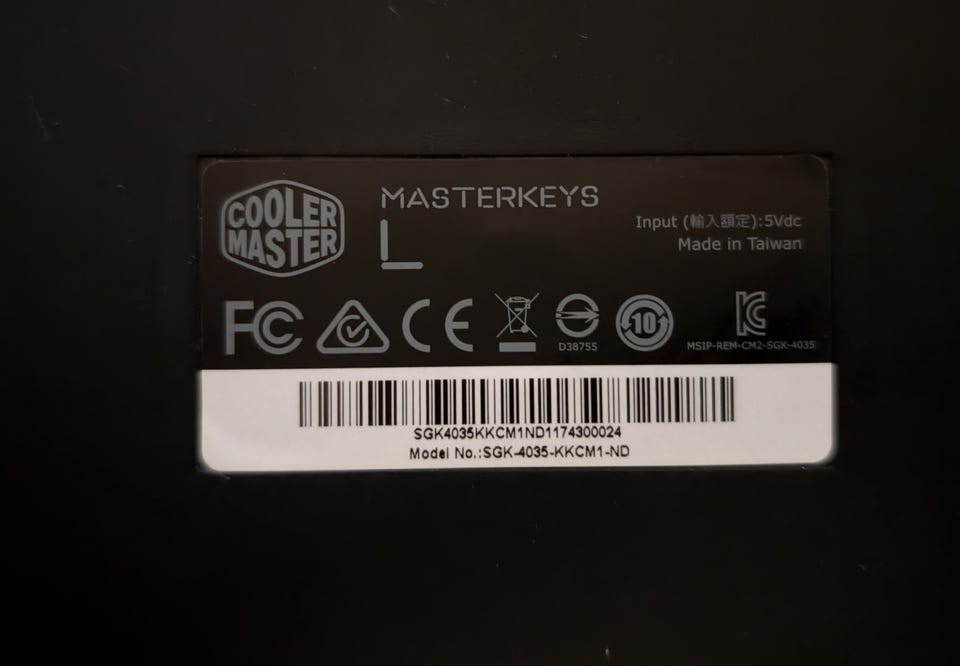 COOLER
MASTER
MASTERKEYS
L
Input (輸入額定):5Vdc
Made in Taiwan
FC
CE
D38755
10
MSIP-REM-CM2-SGK-4035
SGK4035KKCM1ND1174300024
Model No.:SGK-4035-KKCM1-ND